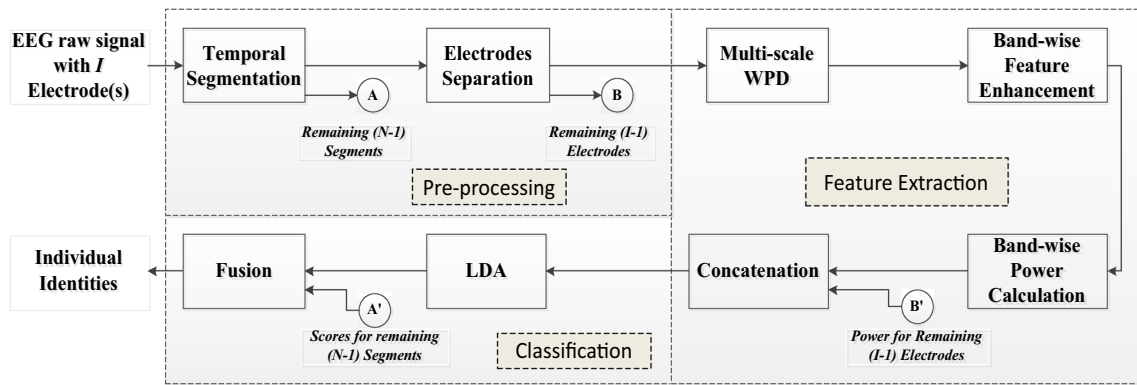 EEG raw signal
with I
Electrode(s)
Temporal
Segmentation
A
Remaining (N-1)
Segments
Electrodes
Separation
B
Remaining (I-1)
Electrodes
Pre-processing
Multi-scale
WPD
Band-wise
Feature
Enhancement
Feature Extraction
Band-wise
Power
Calculation
Concatenation
B'
Power for Remaining
(I-1) Electrodes
LDA
Fusion
A'
Scores for remaining
(N-1) Segments
Classification
Individual
Identities